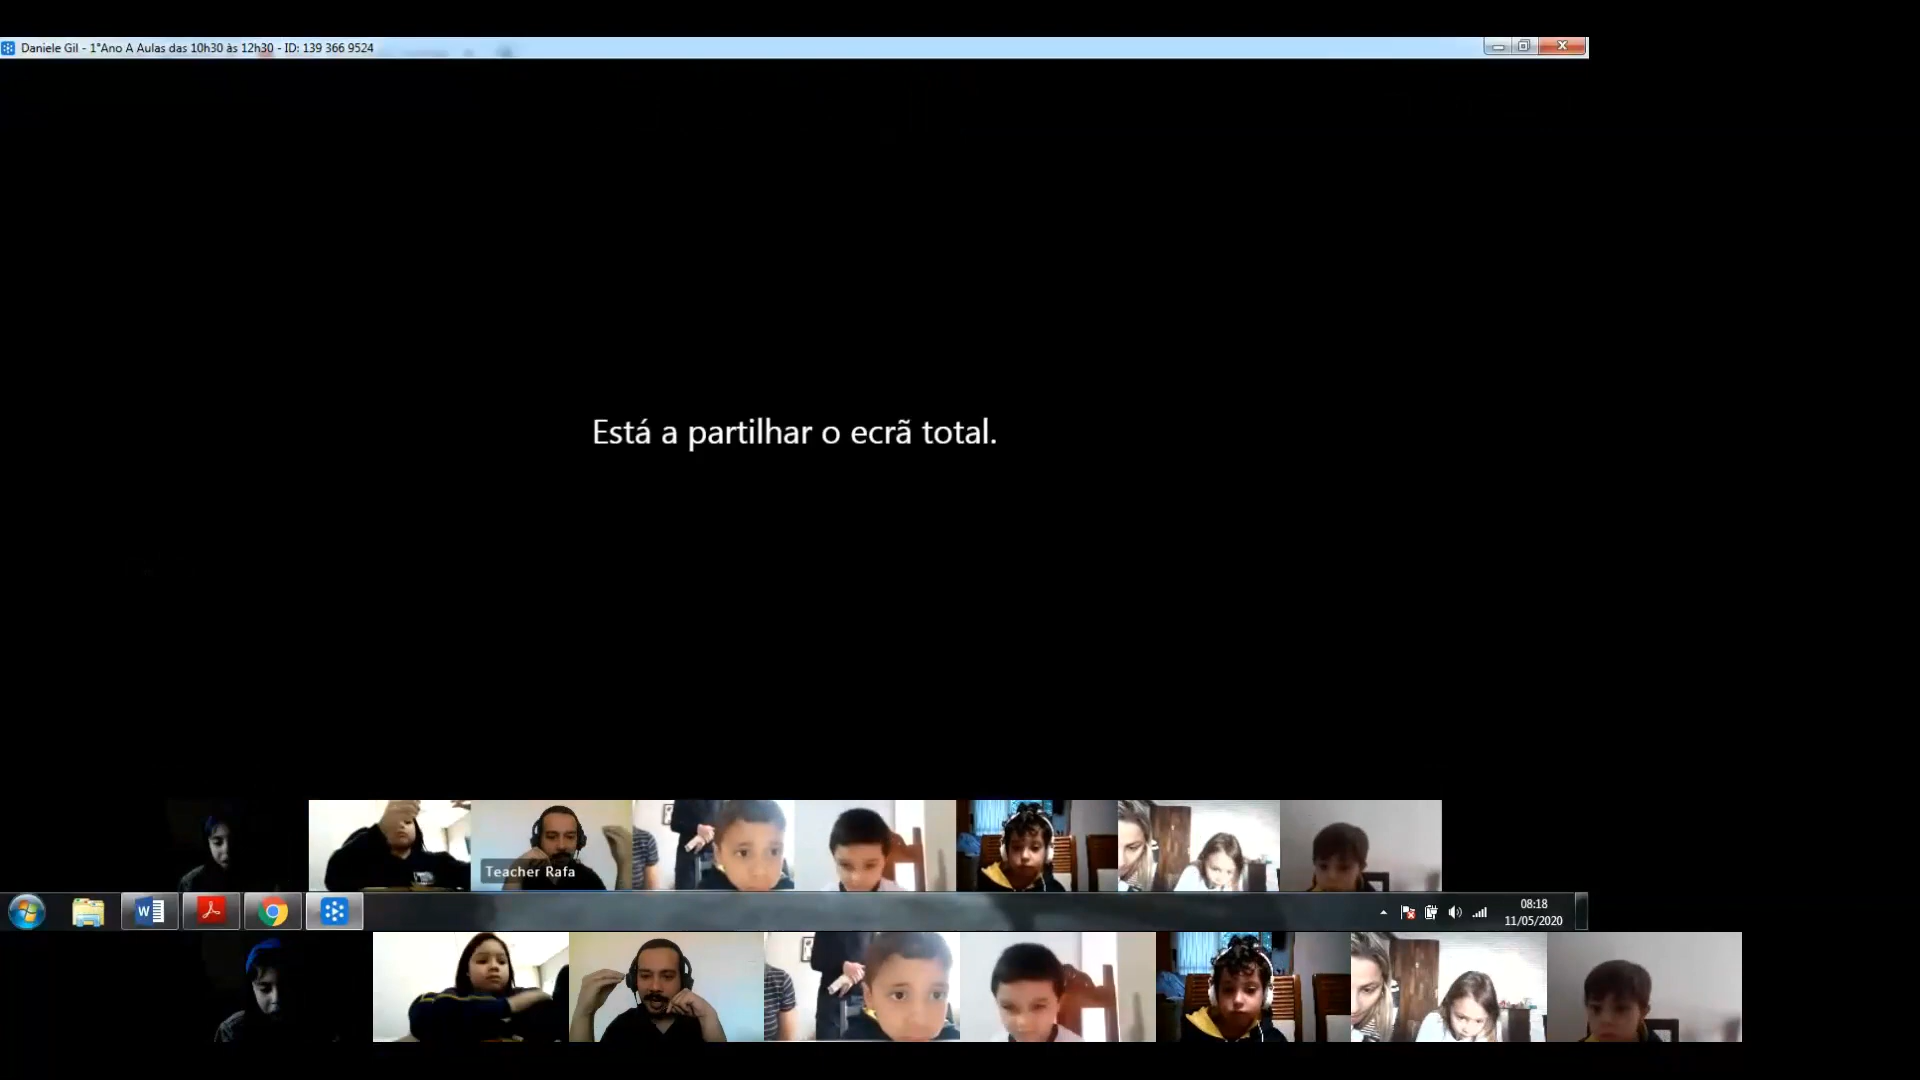 Daniele Gil - 1°Ano A Aulas das 10h30 às 12h30 - ID: 139 366 9524
Está a partilhar o ecrã total.
Teacher Rafa
08:18
11/05/2020